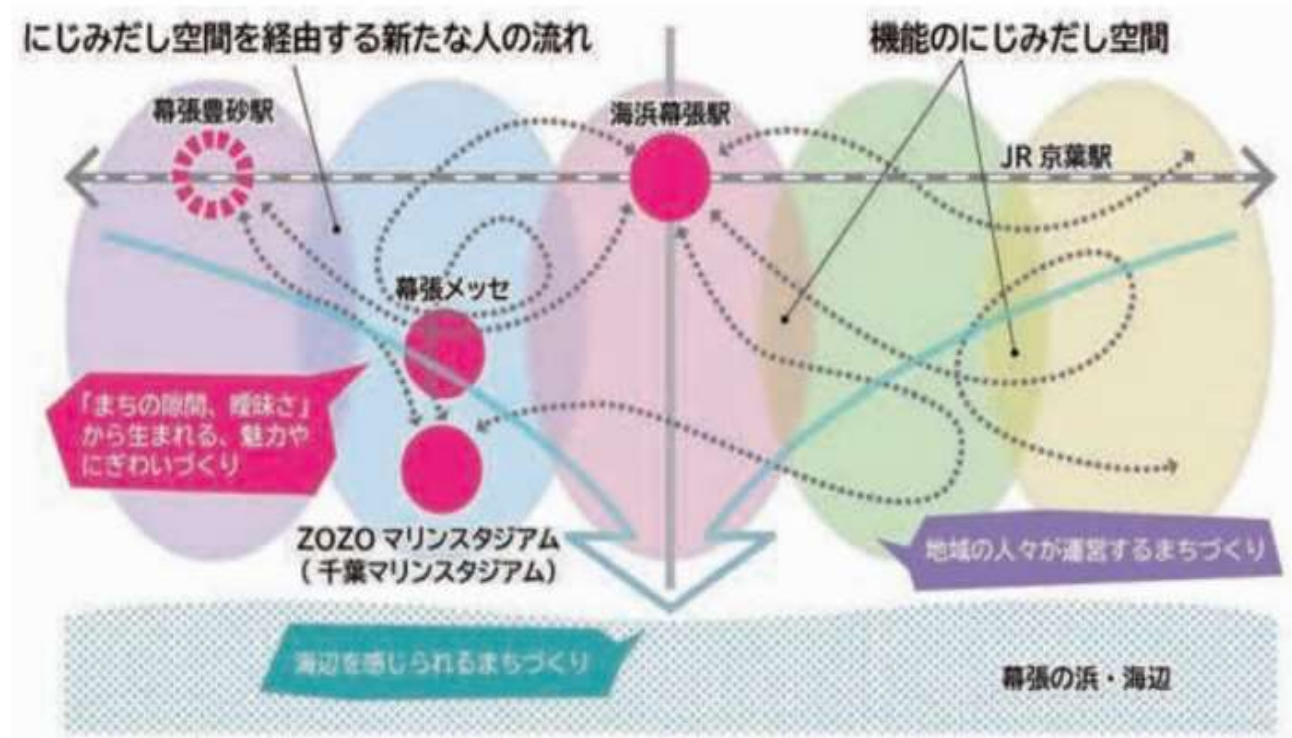 にじみだし空間を経由する新たな人の流れ
機能のにじみだし空間
幕張豊砂駅
海浜幕張駅
JR 京葉駅
幕張メッセ
「まちの隙間、曖昧さ」
から生まれる、魅力や
にぎわいづくり
ZOZO マリンスタジアム
( 千葉マリンスタジアム)
地域の人々が運営するまちづくり
海辺を感じられるまちづくり
幕張の浜・海辺